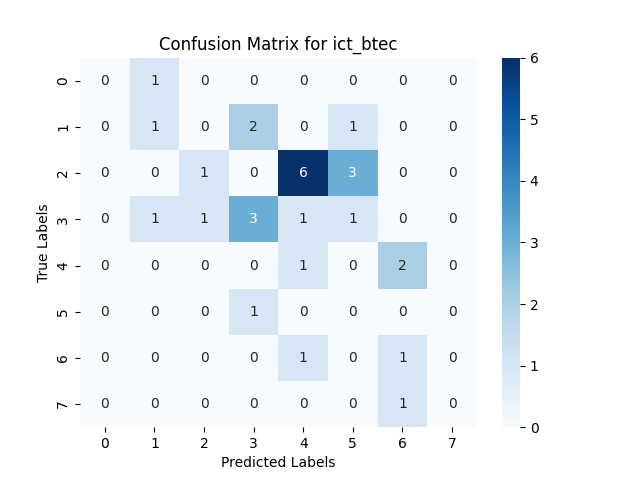 Confusion Matrix for ict_btec
0 0 1 0 0 0 0 0 0
1 0 1 0 2 0 1 0 0
2 0 0 1 0 6 3 0 0
3 0 1 1 3 1 1 0 0
4 0 0 0 0 1 0 2 0
5 0 0 0 1 0 0 0 0
6 0 0 0 0 1 0 1 0
7 0 0 0 0 0 0 1 0
0 1 2 3 4 5 6 7
True Labels
Predicted Labels
6
5
4
3
2
1
0